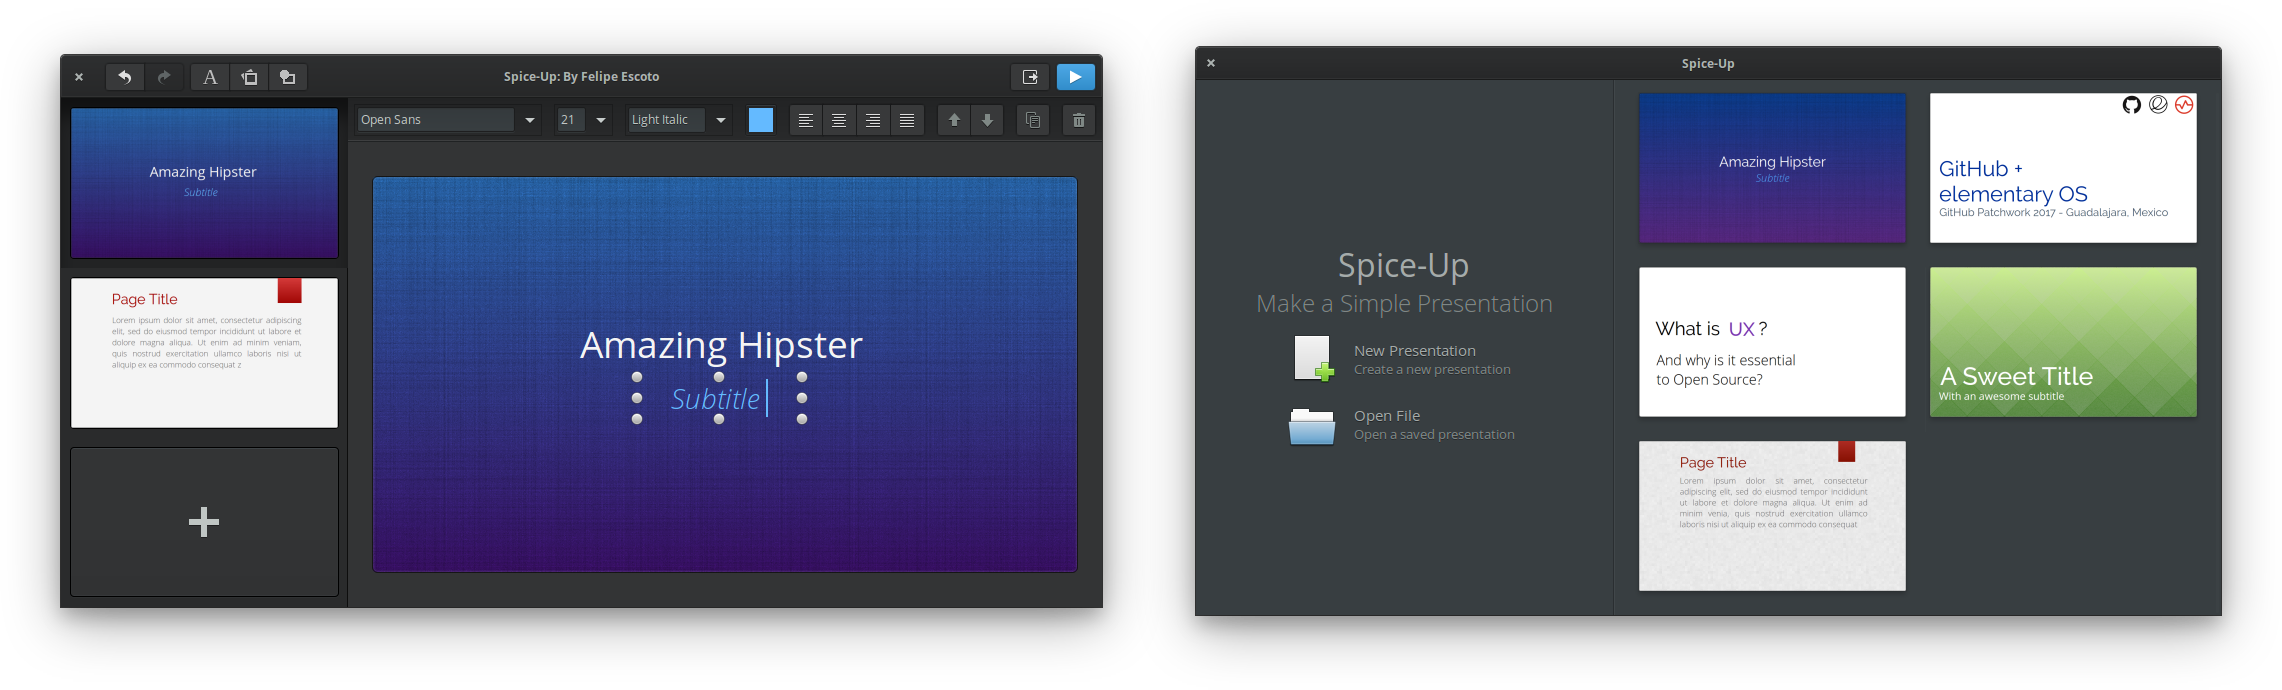 Spice-Up: By Felipe Escoto
A
Open Sans
21
Light Italic
Amazing Hipster
Subtitle
Page Title
Lorem ipsum dolor sit amet, consectetur adipiscing
elit, sed do eiusmod tempor incididunt ut labore et
dolore magna aliqua. Ut enim ad minim veniam,
quis nostrud exercitation ullamco laboris nisi ut
aliquip ex ea commodo consequat z
Amazing Hipster
Subtitle
Spice-Up
Spice-Up
Make a Simple Presentation
New Presentation
Create a new presentation
Open File
Open a saved presentation
Amazing Hipster
Subtitle
GitHub +
elementary OS
GitHub Patchwork 2017 - Guadalajara, Mexico
What is UX ?
And why is it essential
to Open Source?
A Sweet Title
With an awesome subtitle
Page Title
Lorem ipsum dolor sit amet, consectetur
adipiscing elit, sed do eiusmod tempor incididunt
ut labore et dolore magna aliqua. Ut enim ad
minim venia, quis nostrud exercitation ullamco
laboris nisi ut aliquip ex ea commodo consequat